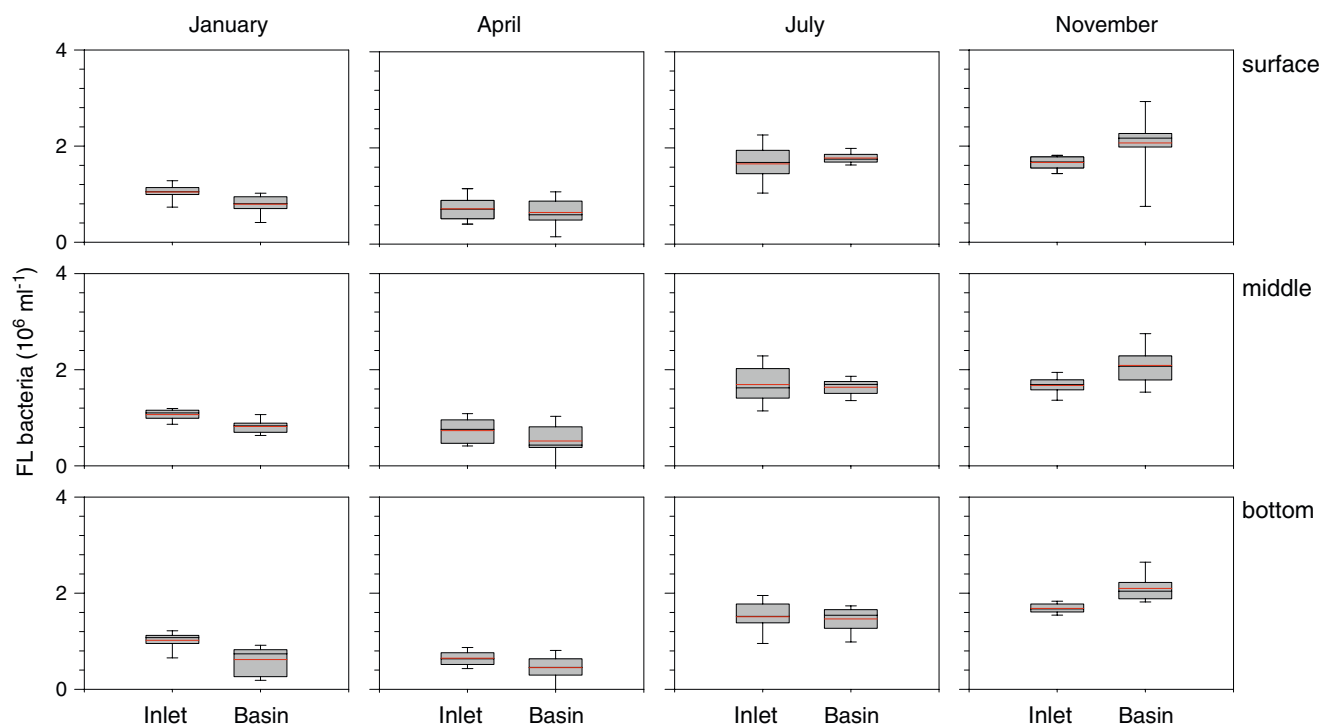 January April July November
4
2
0
surface
4
2
0
middle
4
2
0
bottom
FL bacteria (10⁶ ml⁻¹)
Inlet Basin Inlet Basin Inlet Basin Inlet Basin